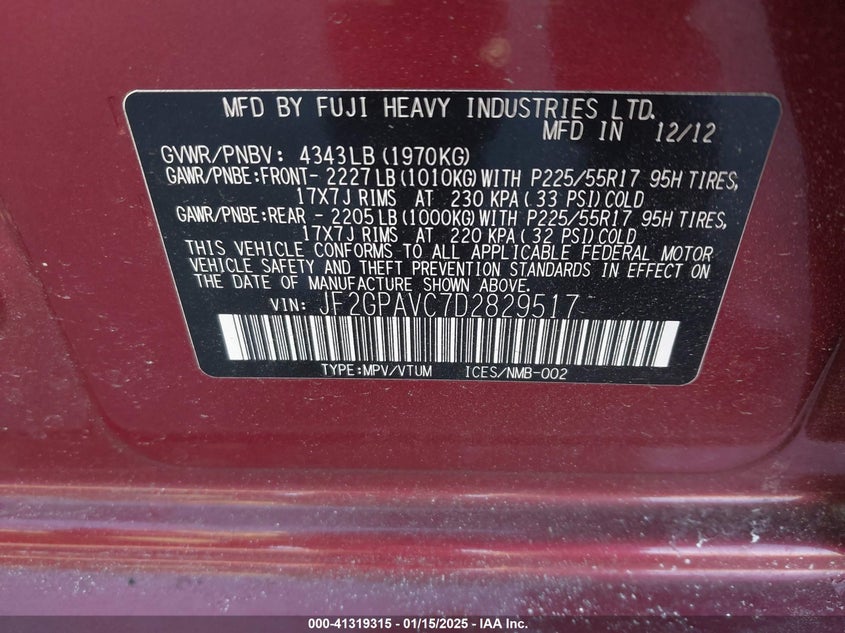 MFD BY FUJI HEAVY INDUSTRIES LTD.
MFD IN 12/12
GVWR/PNBV: 4343LB (1970KG)
GAWR/PNBE:FRONT- 2227LB (1010KG) WITH P225/55R17 95H TIRES,
17X7J RIMS AT 230 KPA ( 33 PSI) COLD
GAWR/PNBE:REAR - 2205LB (1000KG) WITH P225/55R17 95H TIRES,
17X7J RIMS AT 220 KPA ( 32 PSI) COLD
THIS VEHICLE CONFORMS TO ALL APPLICABLE FEDERAL MOTOR
VEHICLE SAFETY AND THEFT PREVENTION STANDARDS IN EFFECT ON
THE DATE OF MANUFACTURE SHOWN ABOVE.
VIN: JF2GPAVC7D2829517
TYPE:MPV/VTUM ICES/NMB-002
000-41319315 - 01/15/2025 - IAA Inc.